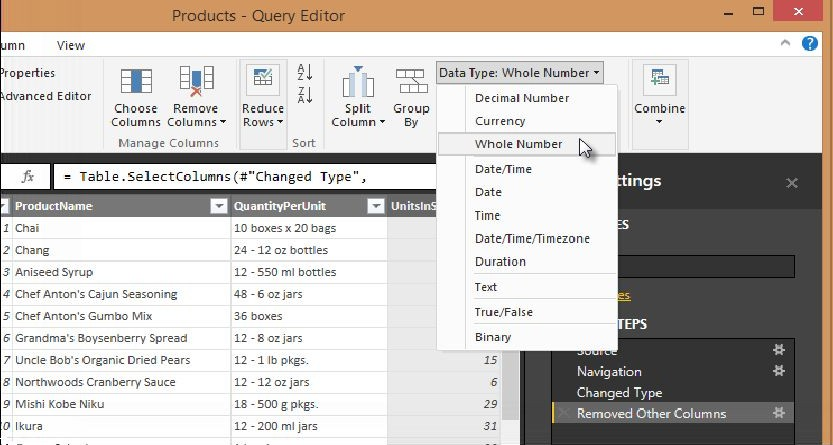 Products - Query Editor
View
Properties
Advanced Editor
Choose Columns
Remove Columns
Manage Columns
Reduce Rows
Sort
Split Column
Group By
Data Type: Whole Number
Combine
Decimal Number
Currency
Whole Number
Date/Time
Date
Time
Date/Time/Timezone
Duration
Text
True/False
Binary
fx
= Table.SelectColumns(#"Changed Type",
ProductName QuantityPerUnit UnitsInS
1 Chai 10 boxes x 20 bags
2 Chang 24 - 12 oz bottles
3 Aniseed Syrup 12 - 550 ml bottles
4 Chef Anton's Cajun Seasoning 48 - 6 oz jars
5 Chef Anton's Gumbo Mix 36 boxes
6 Grandma's Boysenberry Spread 12 - 8 oz jars
7 Uncle Bob's Organic Dried Pears 12 - 1 lb pkgs. 15
8 Northwoods Cranberry Sauce 12 - 12 oz jars 6
9 Mishi Kobe Niku 18 - 500 g pkgs. 29
0 Ikura 12 - 200 ml jars 31
ttings
ES
es
TEPS
Source
Navigation
Changed Type
Removed Other Columns